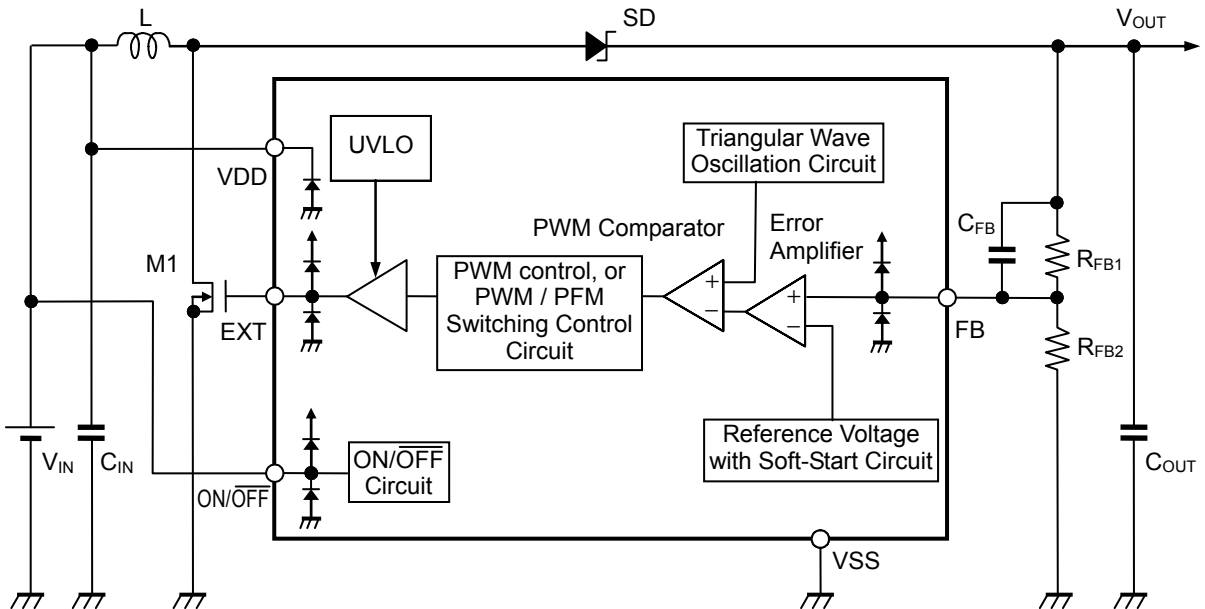 L
SD
VOUT
UVLO
Triangular Wave
Oscillation Circuit
VDD
PWM Comparator
Error
Amplifier
CFB
M1
PWM control, or
PWM / PFM
Switching Control
Circuit
+
−
+
−
RFB1
EXT
FB
RFB2
VIN
CIN
ON/OFF
ON/OFF
Circuit
Reference Voltage
with Soft-Start Circuit
COUT
VSS